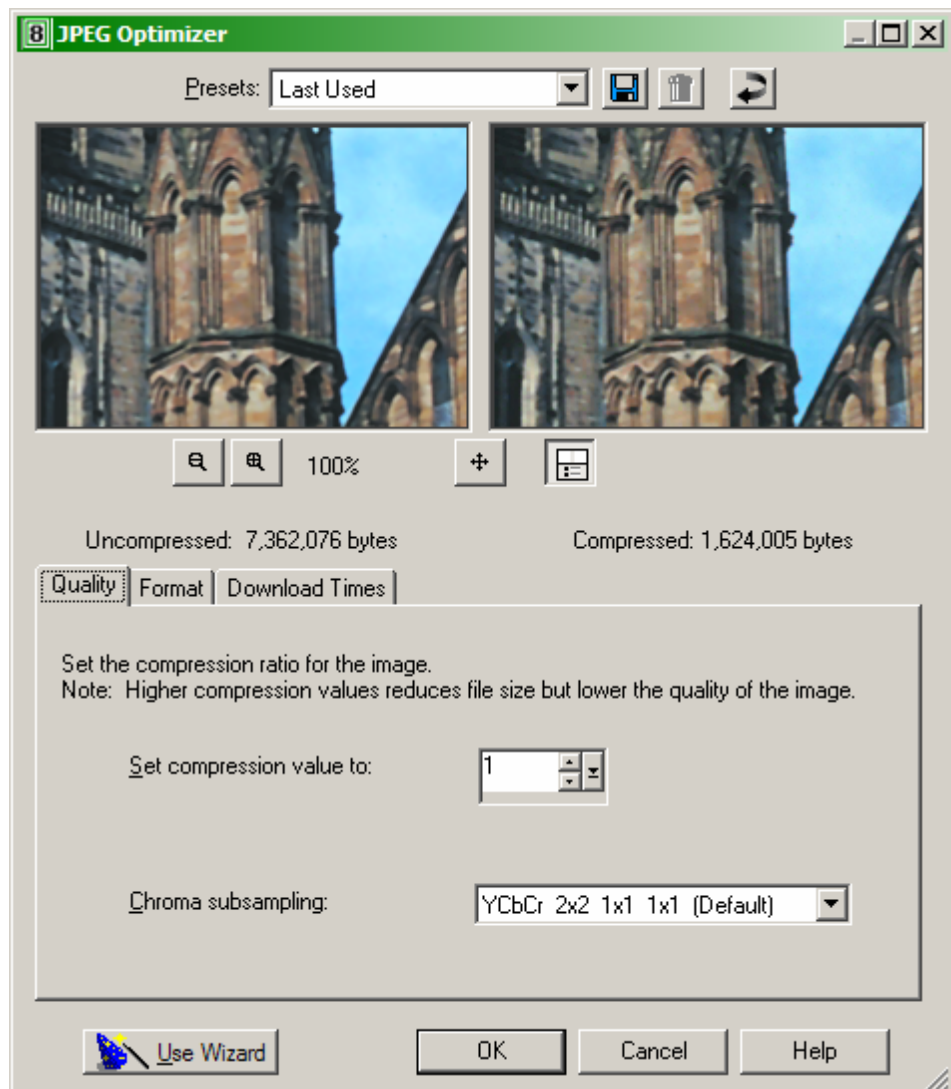 8 JPEG Optimizer
Presets: Last Used
100%
Uncompressed: 7,362,076 bytes
Compressed: 1,624,005 bytes
Quality Format Download Times
Set the compression ratio for the image.
Note: Higher compression values reduces file size but lower the quality of the image.
Set compression value to: 1
Chroma subsampling: YCbCr 2x2 1x1 1x1 (Default)
Use Wizard OK Cancel Help